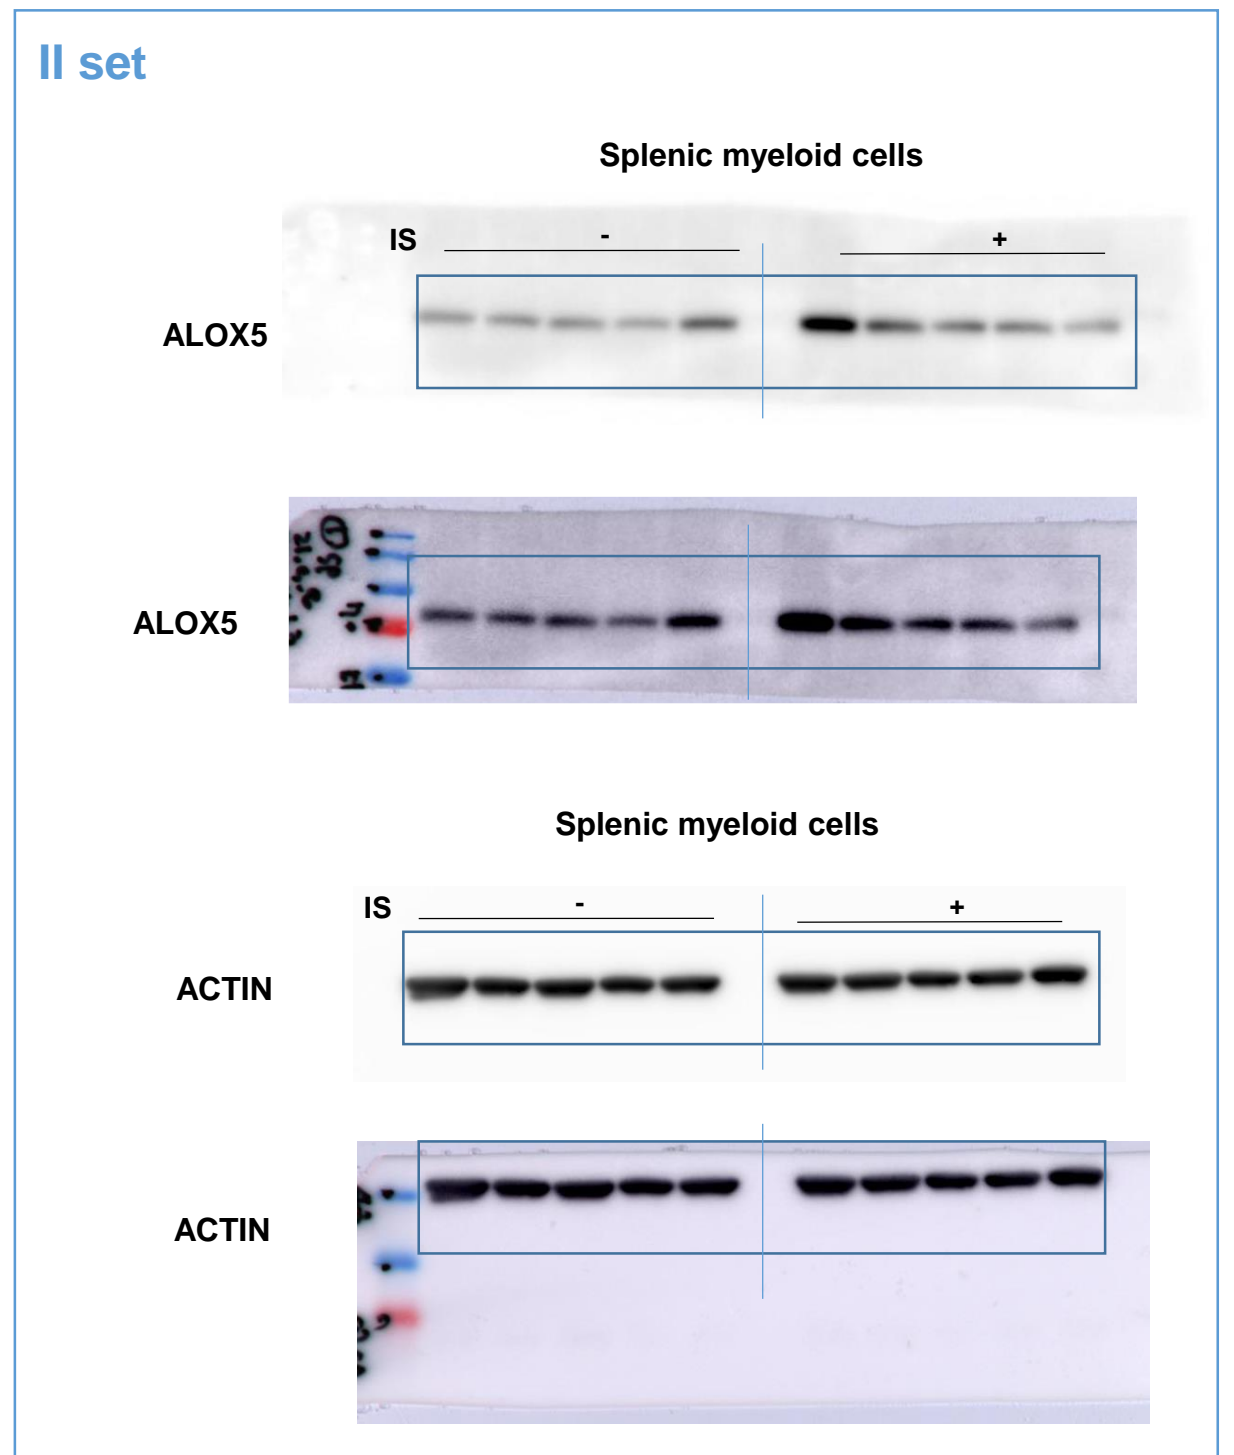 II set
Splenic myeloid cells
IS - +
ALOX5
ALOX5
Splenic myeloid cells
IS - +
ACTIN
ACTIN